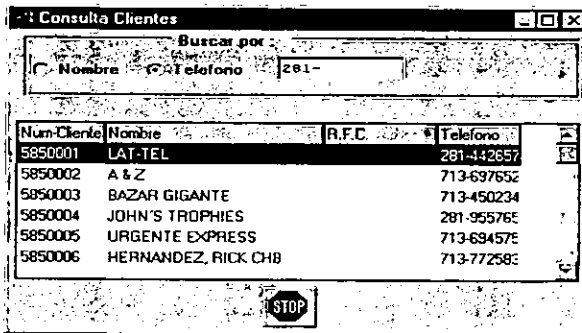 Consulta Clientes
Buscar por:
Nombre Telefono 281-
Num-Cliente Nombre R.F.C. Telefono
5850001 LAT-TEL 281-442657
5850002 A & Z 713-697652
5850003 BAZAR GIGANTE 713-450234
5850004 JOHN'S TROPHIES 281-955765
5850005 URGENTE EXPRESS 713-694575
5850006 HERNANDEZ, RICK CH8 713-772583
STOP